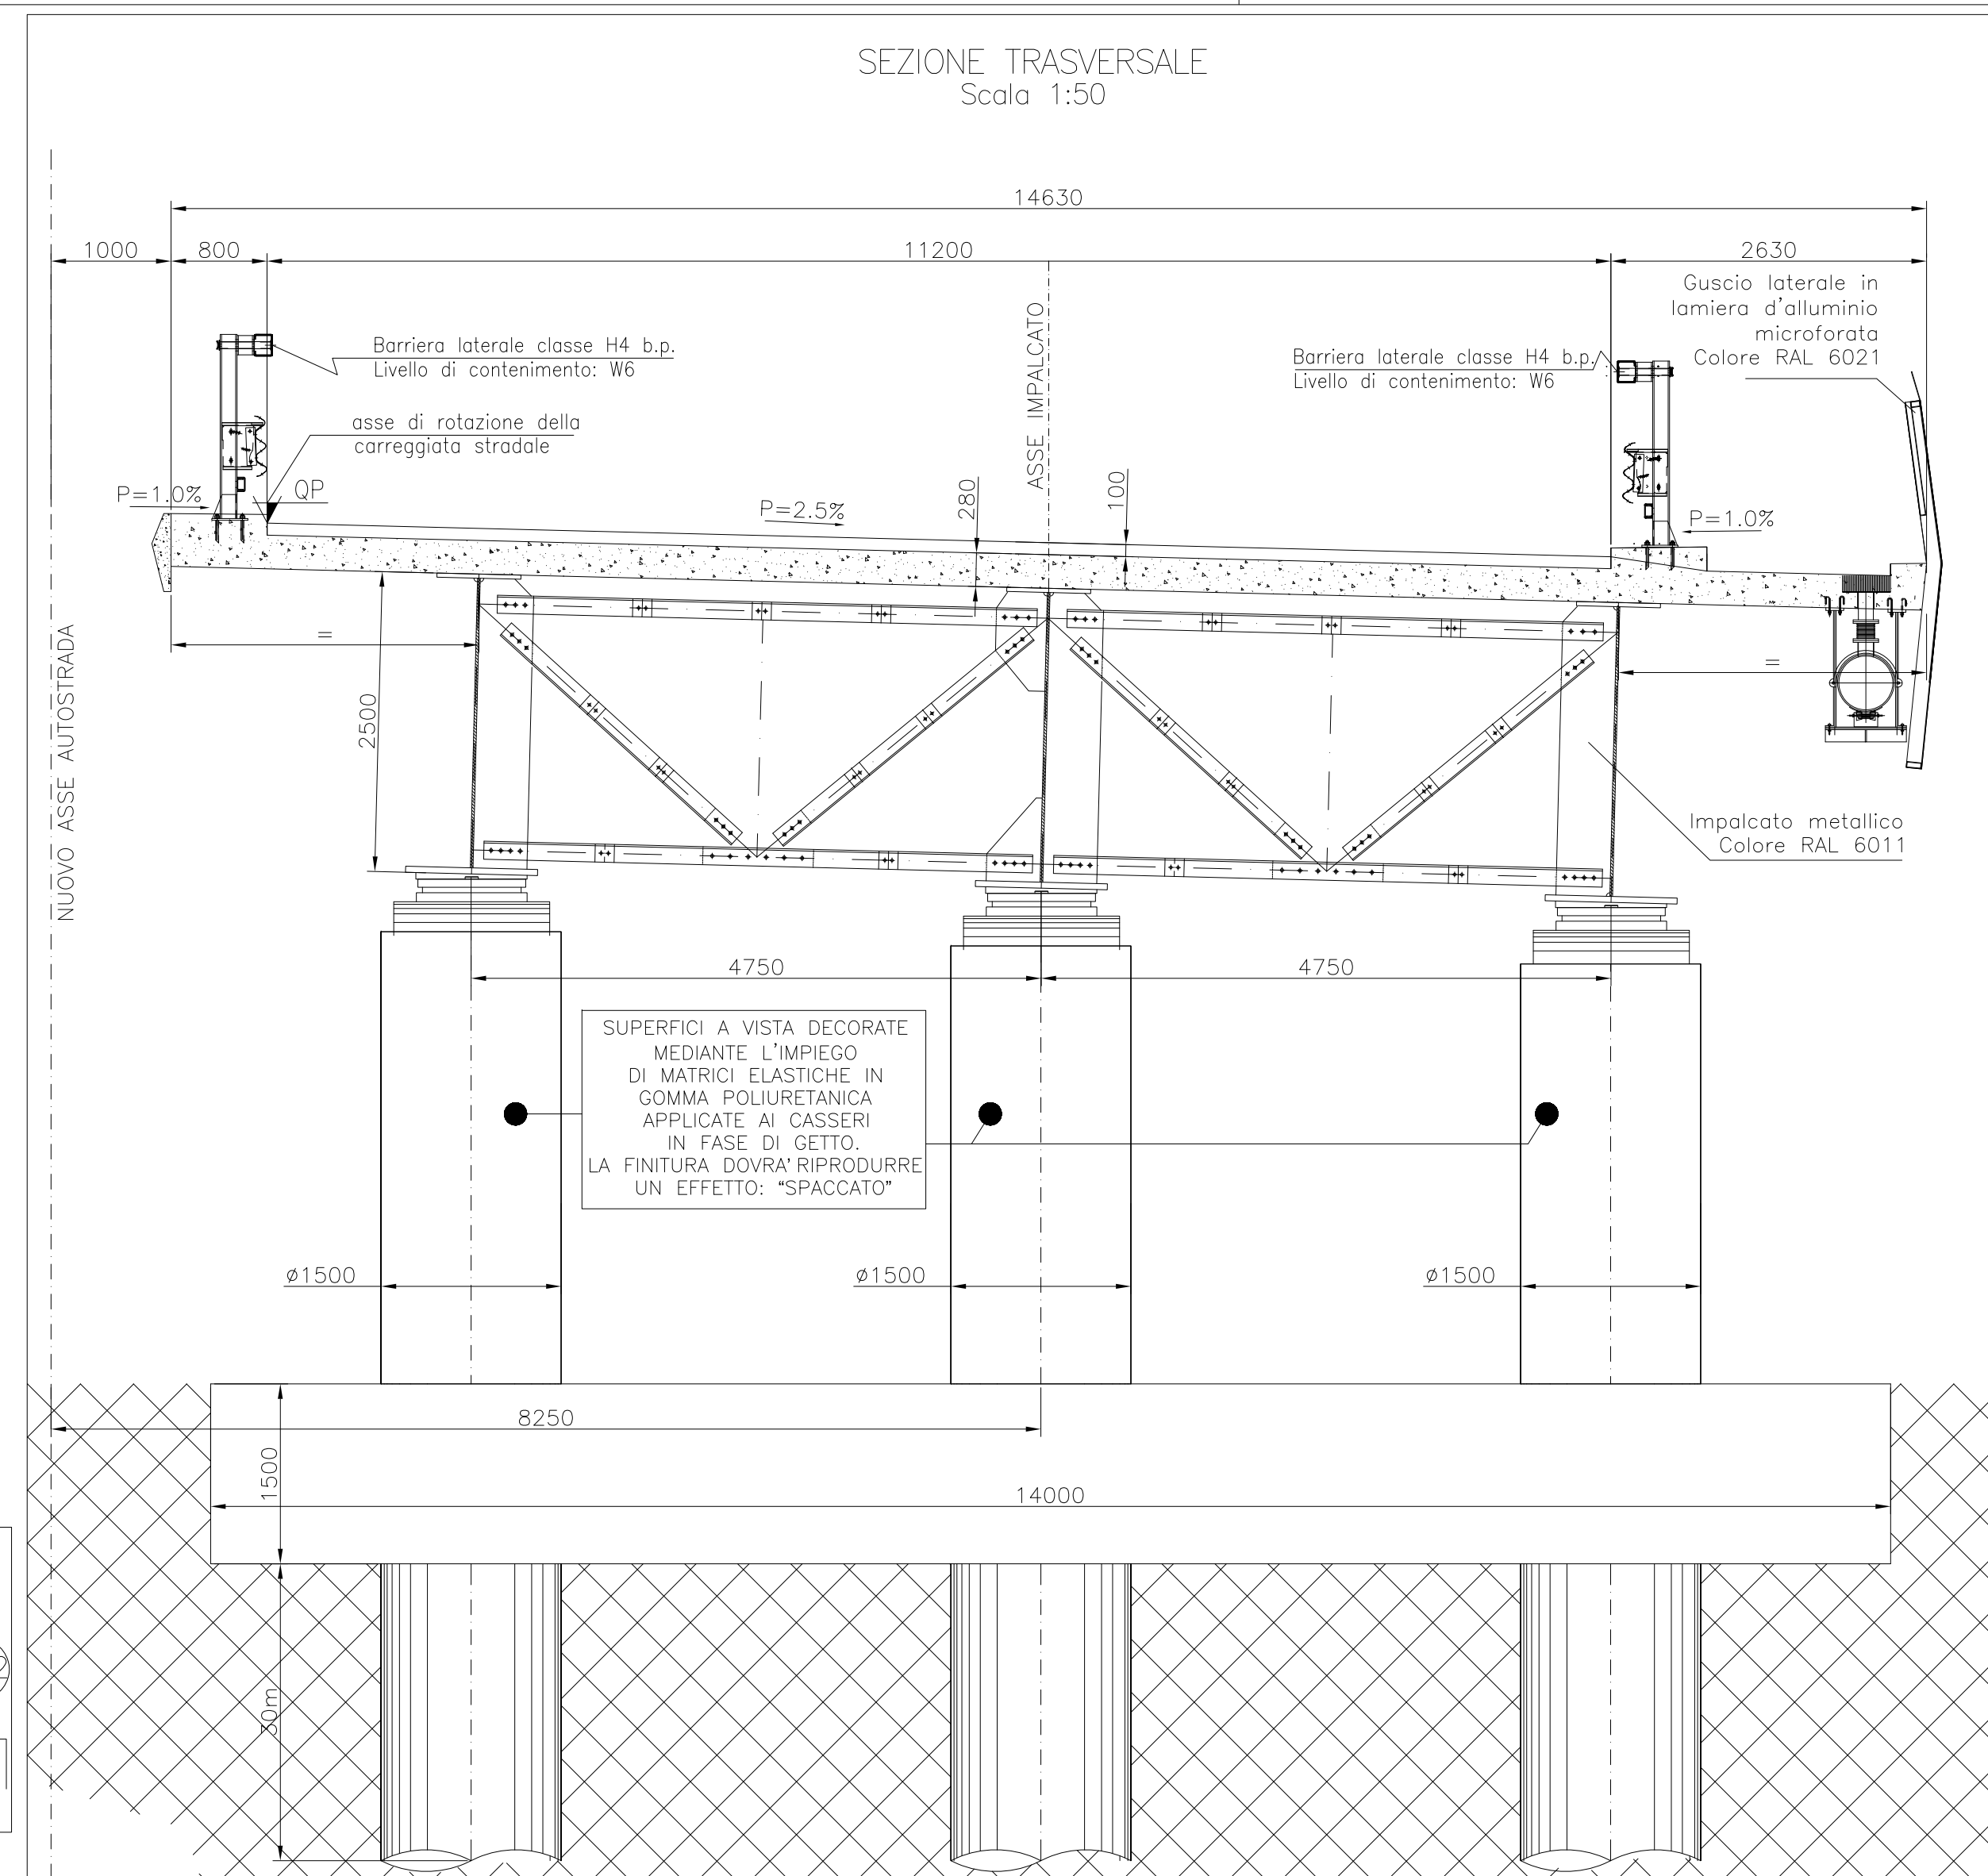 SEZIONE TRASVERSALE
Scala 1:50
14630
1000
800
11200
2630
Guscio laterale in
lamiera d'alluminio
microforata
Colore RAL 6021
Barriera laterale classe H4 b.p.
Livello di contenimento: W6
Barriera laterale classe H4 b.p.
Livello di contenimento: W6
asse di rotazione della
carreggiata stradale
ASSE IMPALCATO
P=1.0%
QP
P=2.5%
280
100
P=1.0%
=
=
2500
NUOVO ASSE AUTOSTRADA
Impalcato metallico
Colore RAL 6011
4750
4750
SUPERFICI A VISTA DECORATE
MEDIANTE L'IMPIEGO
DI MATRICI ELASTICHE IN
GOMMA POLIURETANICA
APPLICATE AI CASSERI
IN FASE DI GETTO.
LA FINITURA DOVRA' RIPRODURRE
UN EFFETTO: "SPACCATO"
ø1500
ø1500
ø1500
8250
1500
14000
30m